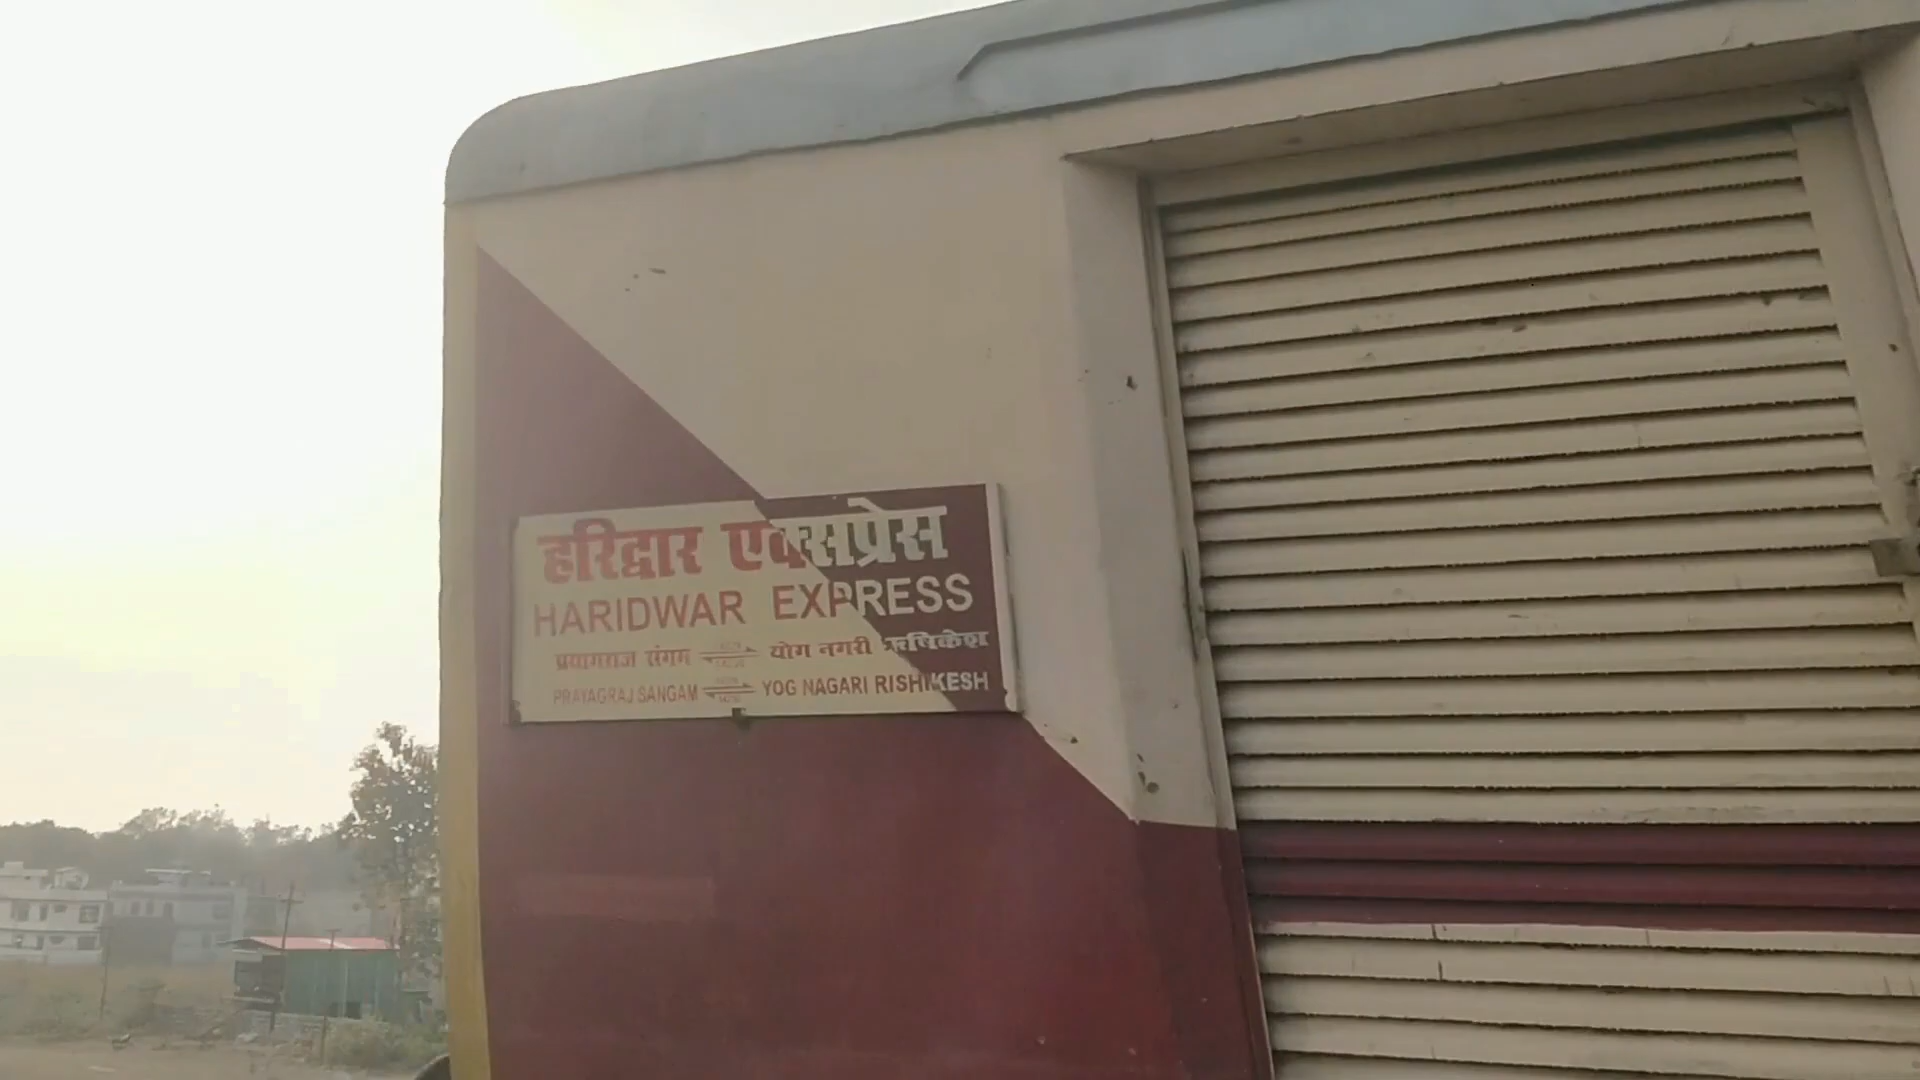 हरिद्वार एक्सप्रेस
HARIDWAR EXPRESS
प्रयागराज संगम योग नगरी ऋषिकेश
PRAYAGRAJ SANGAM YOG NAGARI RISHIKESH